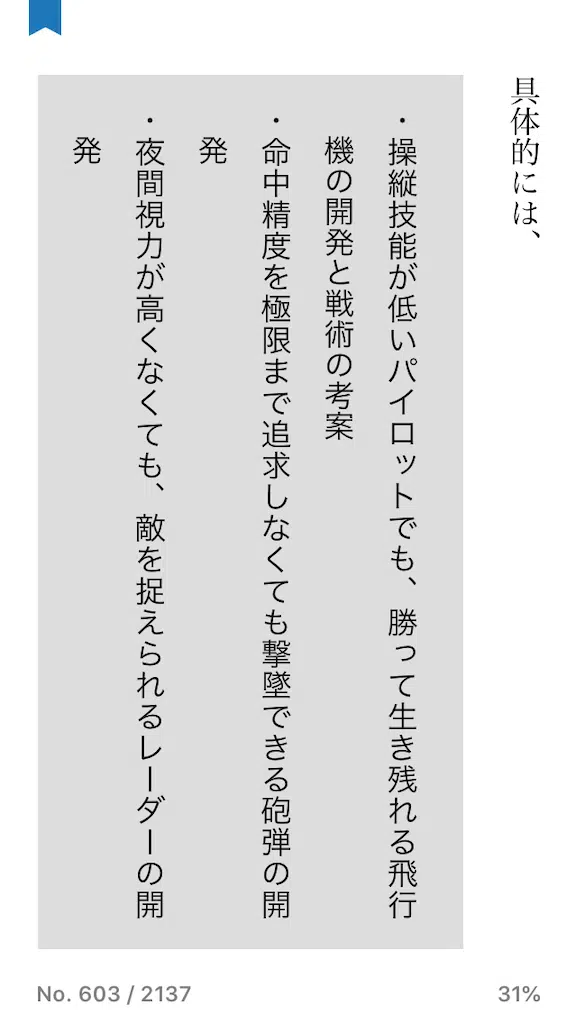 具体的には、
・操縦技能が低いパイロットでも、勝って生き残れる飛行
機の開発と戦術の考案
・命中精度を極限まで追求しなくても撃墜できる砲弾の開
発
・夜間視力が高くなくても、敵を捉えられるレーダーの開
発
No. 603 / 2137
31%